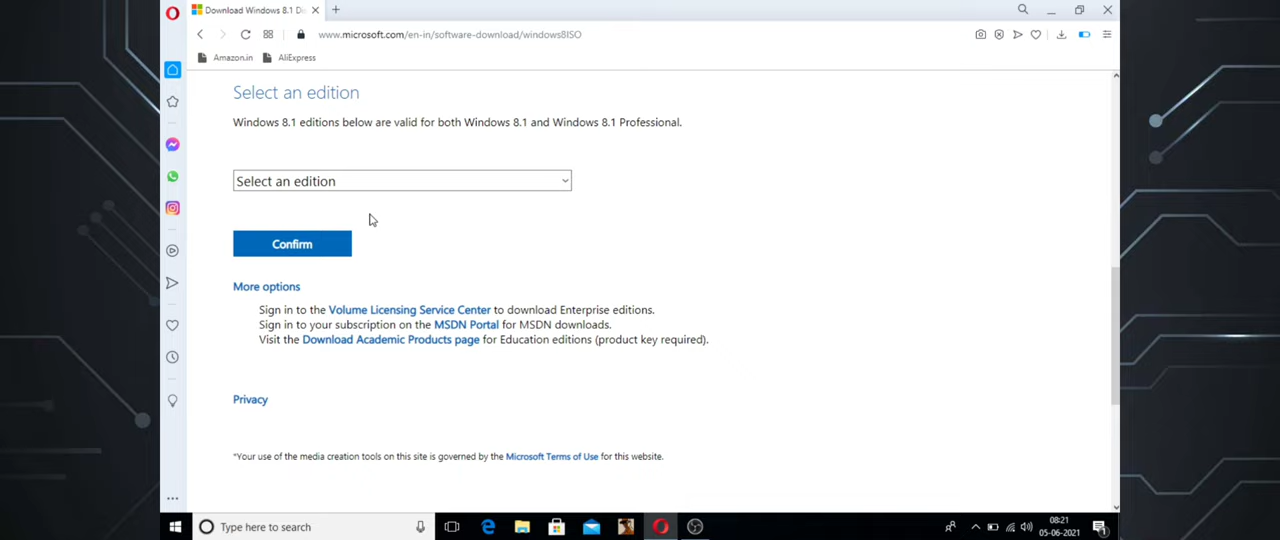 Download Windows 8.1 Di
www.microsoft.com/en-in/software-download/windows8ISO
Amazon.in
AliExpress
Select an edition
Windows 8.1 editions below are valid for both Windows 8.1 and Windows 8.1 Professional.
Select an edition
Confirm
More options
Sign in to the Volume Licensing Service Center to download Enterprise editions.
Sign in to your subscription on the MSDN Portal for MSDN downloads.
Visit the Download Academic Products page for Education editions (product key required).
Privacy
*Your use of the media creation tools on this site is governed by the Microsoft Terms of Use for this website.
Type here to search
08:21
05-06-2021
1